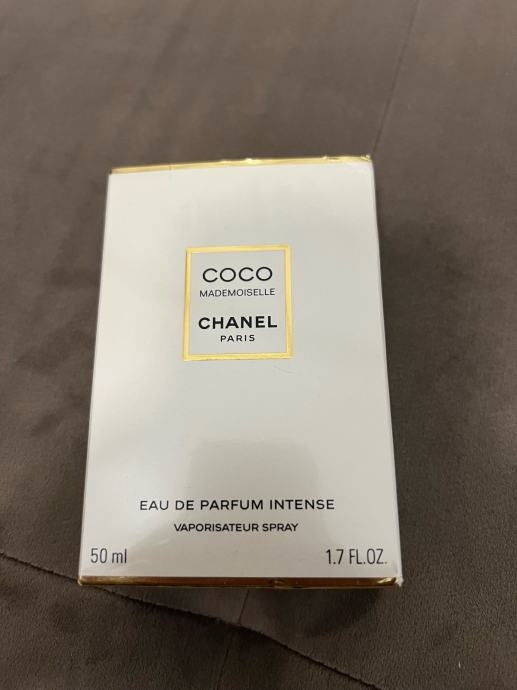 COCO
MADEMOISELLE
CHANEL
PARIS
EAU DE PARFUM INTENSE
VAPORISATEUR SPRAY
50 ml 1.7 FL.OZ.